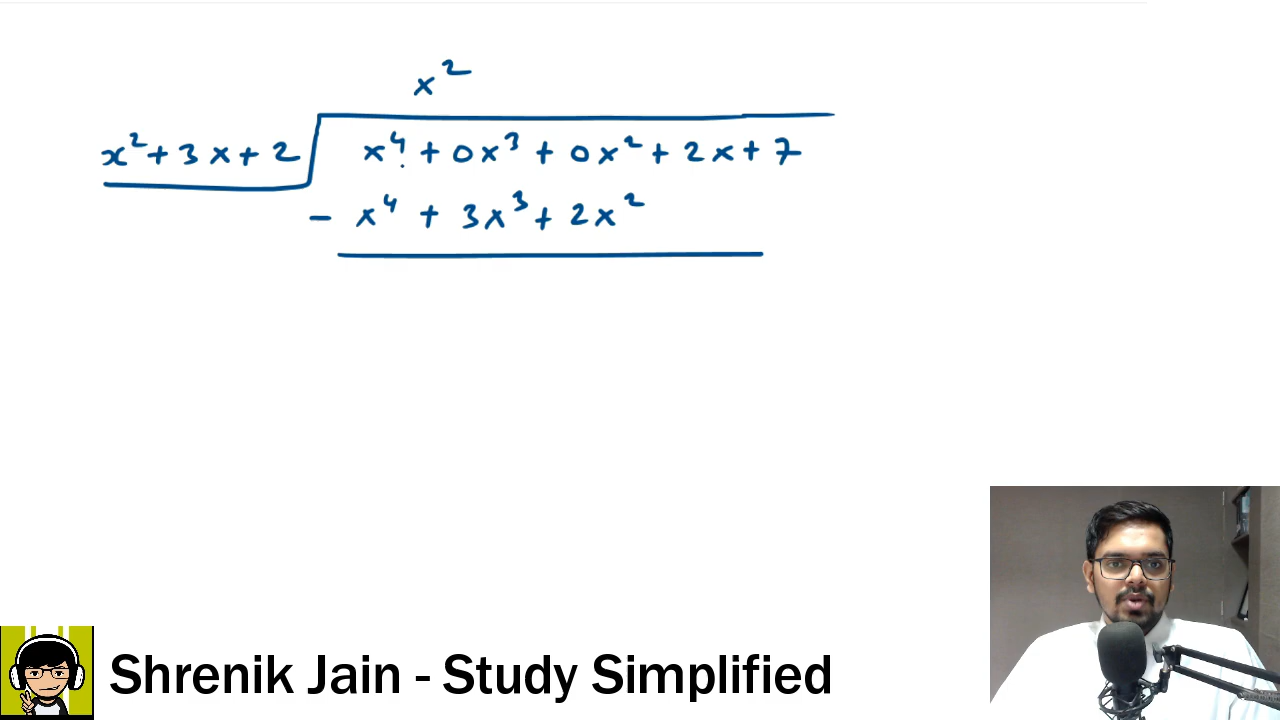 x²
x²+3x+2 x⁴+0x³+0x²+2x+7
- x⁴+3x³+2x²
Shrenik Jain - Study Simplified